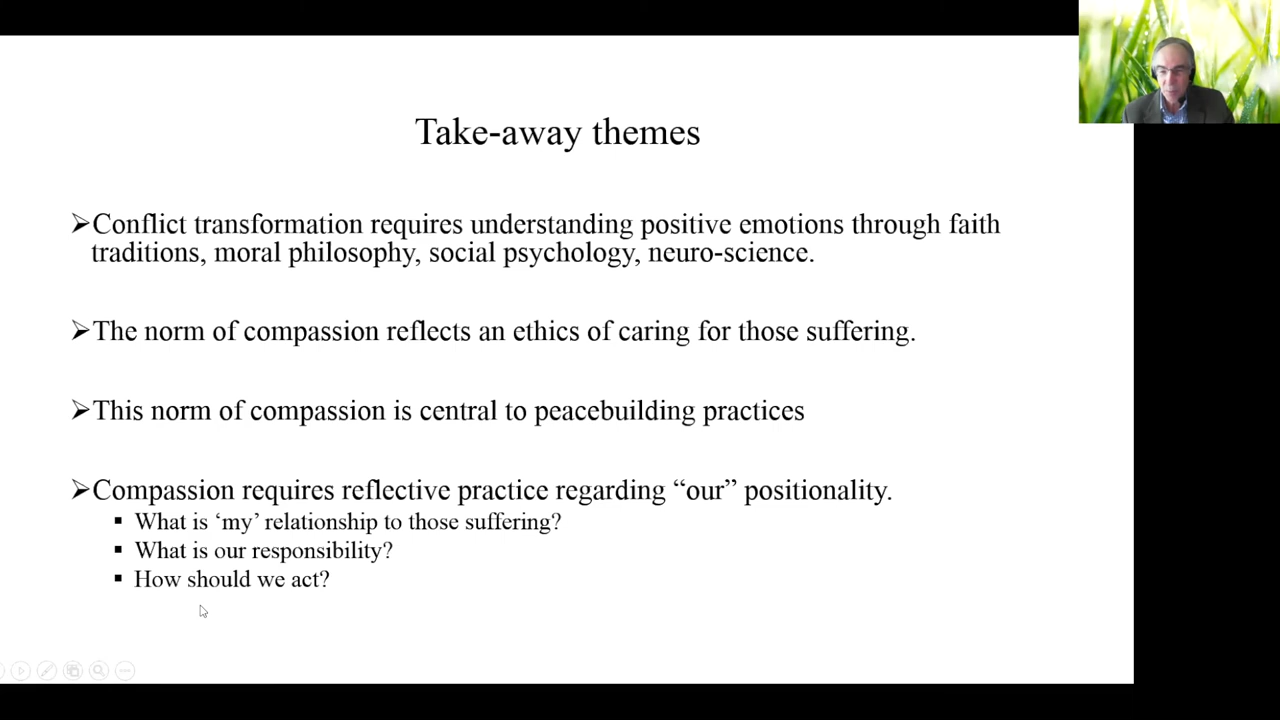 Take-away themes
➢Conflict transformation requires understanding positive emotions through faith
traditions, moral philosophy, social psychology, neuro-science.
➢The norm of compassion reflects an ethics of caring for those suffering.
➢This norm of compassion is central to peacebuilding practices
➢Compassion requires reflective practice regarding “our” positionality.
▪ What is ‘my’ relationship to those suffering?
▪ What is our responsibility?
▪ How should we act?